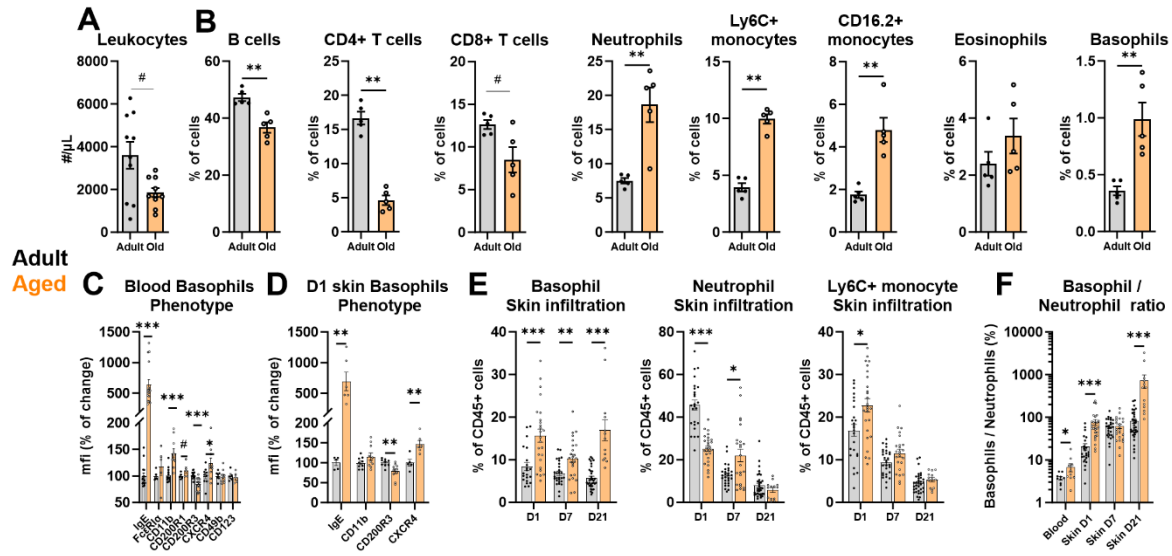 A
B
Leukocytes
B cells
CD4+ T cells
CD8+ T cells
Neutrophils
Ly6C+
monocytes
CD16.2+
monocytes
Eosinophils
Basophils
#/µL
8000
6000
4000
2000
0
#
Adult Old
% of cells
60
40
20
0
**
Adult Old
% of cells
25
20
15
10
5
0
**
Adult Old
% of cells
20
15
10
5
0
#
Adult Old
% of cells
25
20
15
10
5
0
**
Adult Old
% of cells
15
10
5
0
**
Adult Old
% of cells
8
6
4
2
0
**
Adult Old
% of cells
6
4
2
0
Adult Old
% of cells
1.5
1.0
0.5
0.0
**
Adult Old
Adult
Aged
C
Blood Basophils
Phenotype
mfi (% of change)
1500
1000
500
200
150
100
50
***
***
#
***
*
IgE
FcεRIα
CD11b
CD200R1
CD200R3
CXCR4
CD49b
CD123
D
D1 skin Basophils
Phenotype
mfi (% of change)
1500
1000
500
200
150
100
50
0
**
**
**
IgE
CD11b
CD200R3
CXCR4
E
Basophil
Skin infiltration
% of CD45+ cells
40
30
20
10
0
***
**
***
D1
D7
D21
Neutrophil
Skin infiltration
% of CD45+ cells
80
60
40
20
0
***
*
D1
D7
D21
Ly6C+ monocyte
Skin infiltration
% of CD45+ cells
40
30
20
10
0
*
D1
D7
D21
F
Basophil /
Neutrophil ratio
Basophils / Neutrophils (%)
10000
1000
100
10
1
*
***
***
Blood
Skin D1
Skin D7
Skin D21